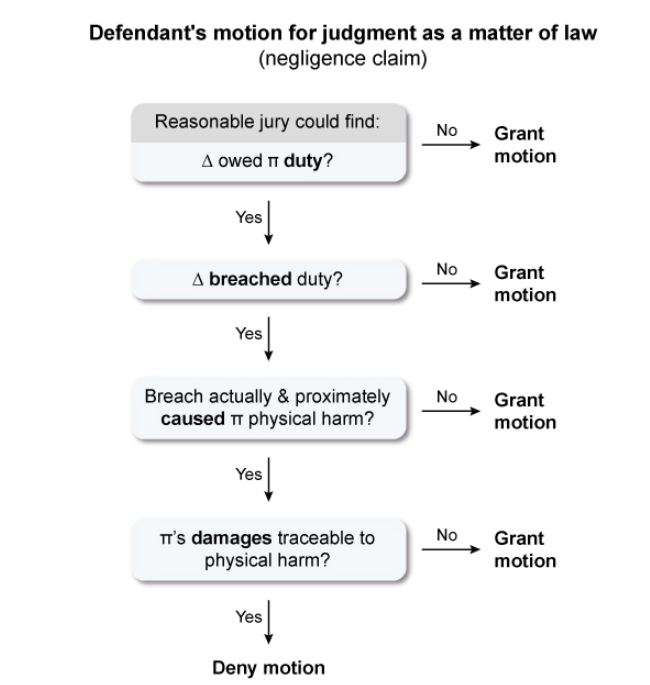 Defendant's motion for judgment as a matter of law
(negligence claim)
Reasonable jury could find:
Δ owed π duty?
No
Grant
motion
Yes
Δ breached duty?
No
Grant
motion
Yes
Breach actually & proximately
caused π physical harm?
No
Grant
motion
Yes
π's damages traceable to
physical harm?
No
Grant
motion
Yes
Deny motion